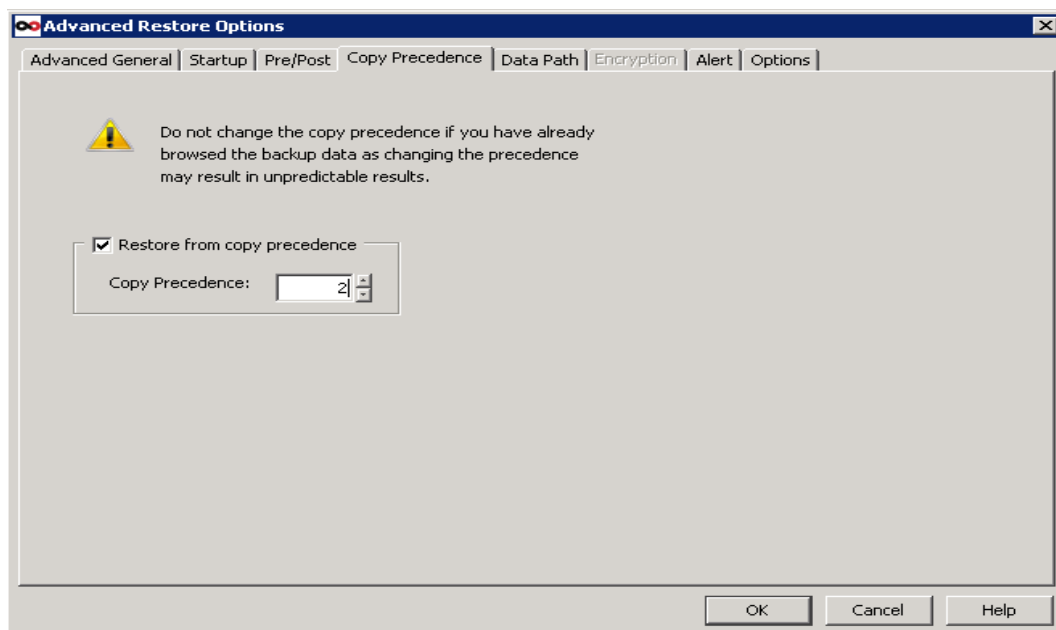 Advanced Restore Options
Advanced General Startup Pre/Post Copy Precedence Data Path Encryption Alert Options
Do not change the copy precedence if you have already
browsed the backup data as changing the precedence
may result in unpredictable results.
Restore from copy precedence
Copy Precedence: 2
OK Cancel Help